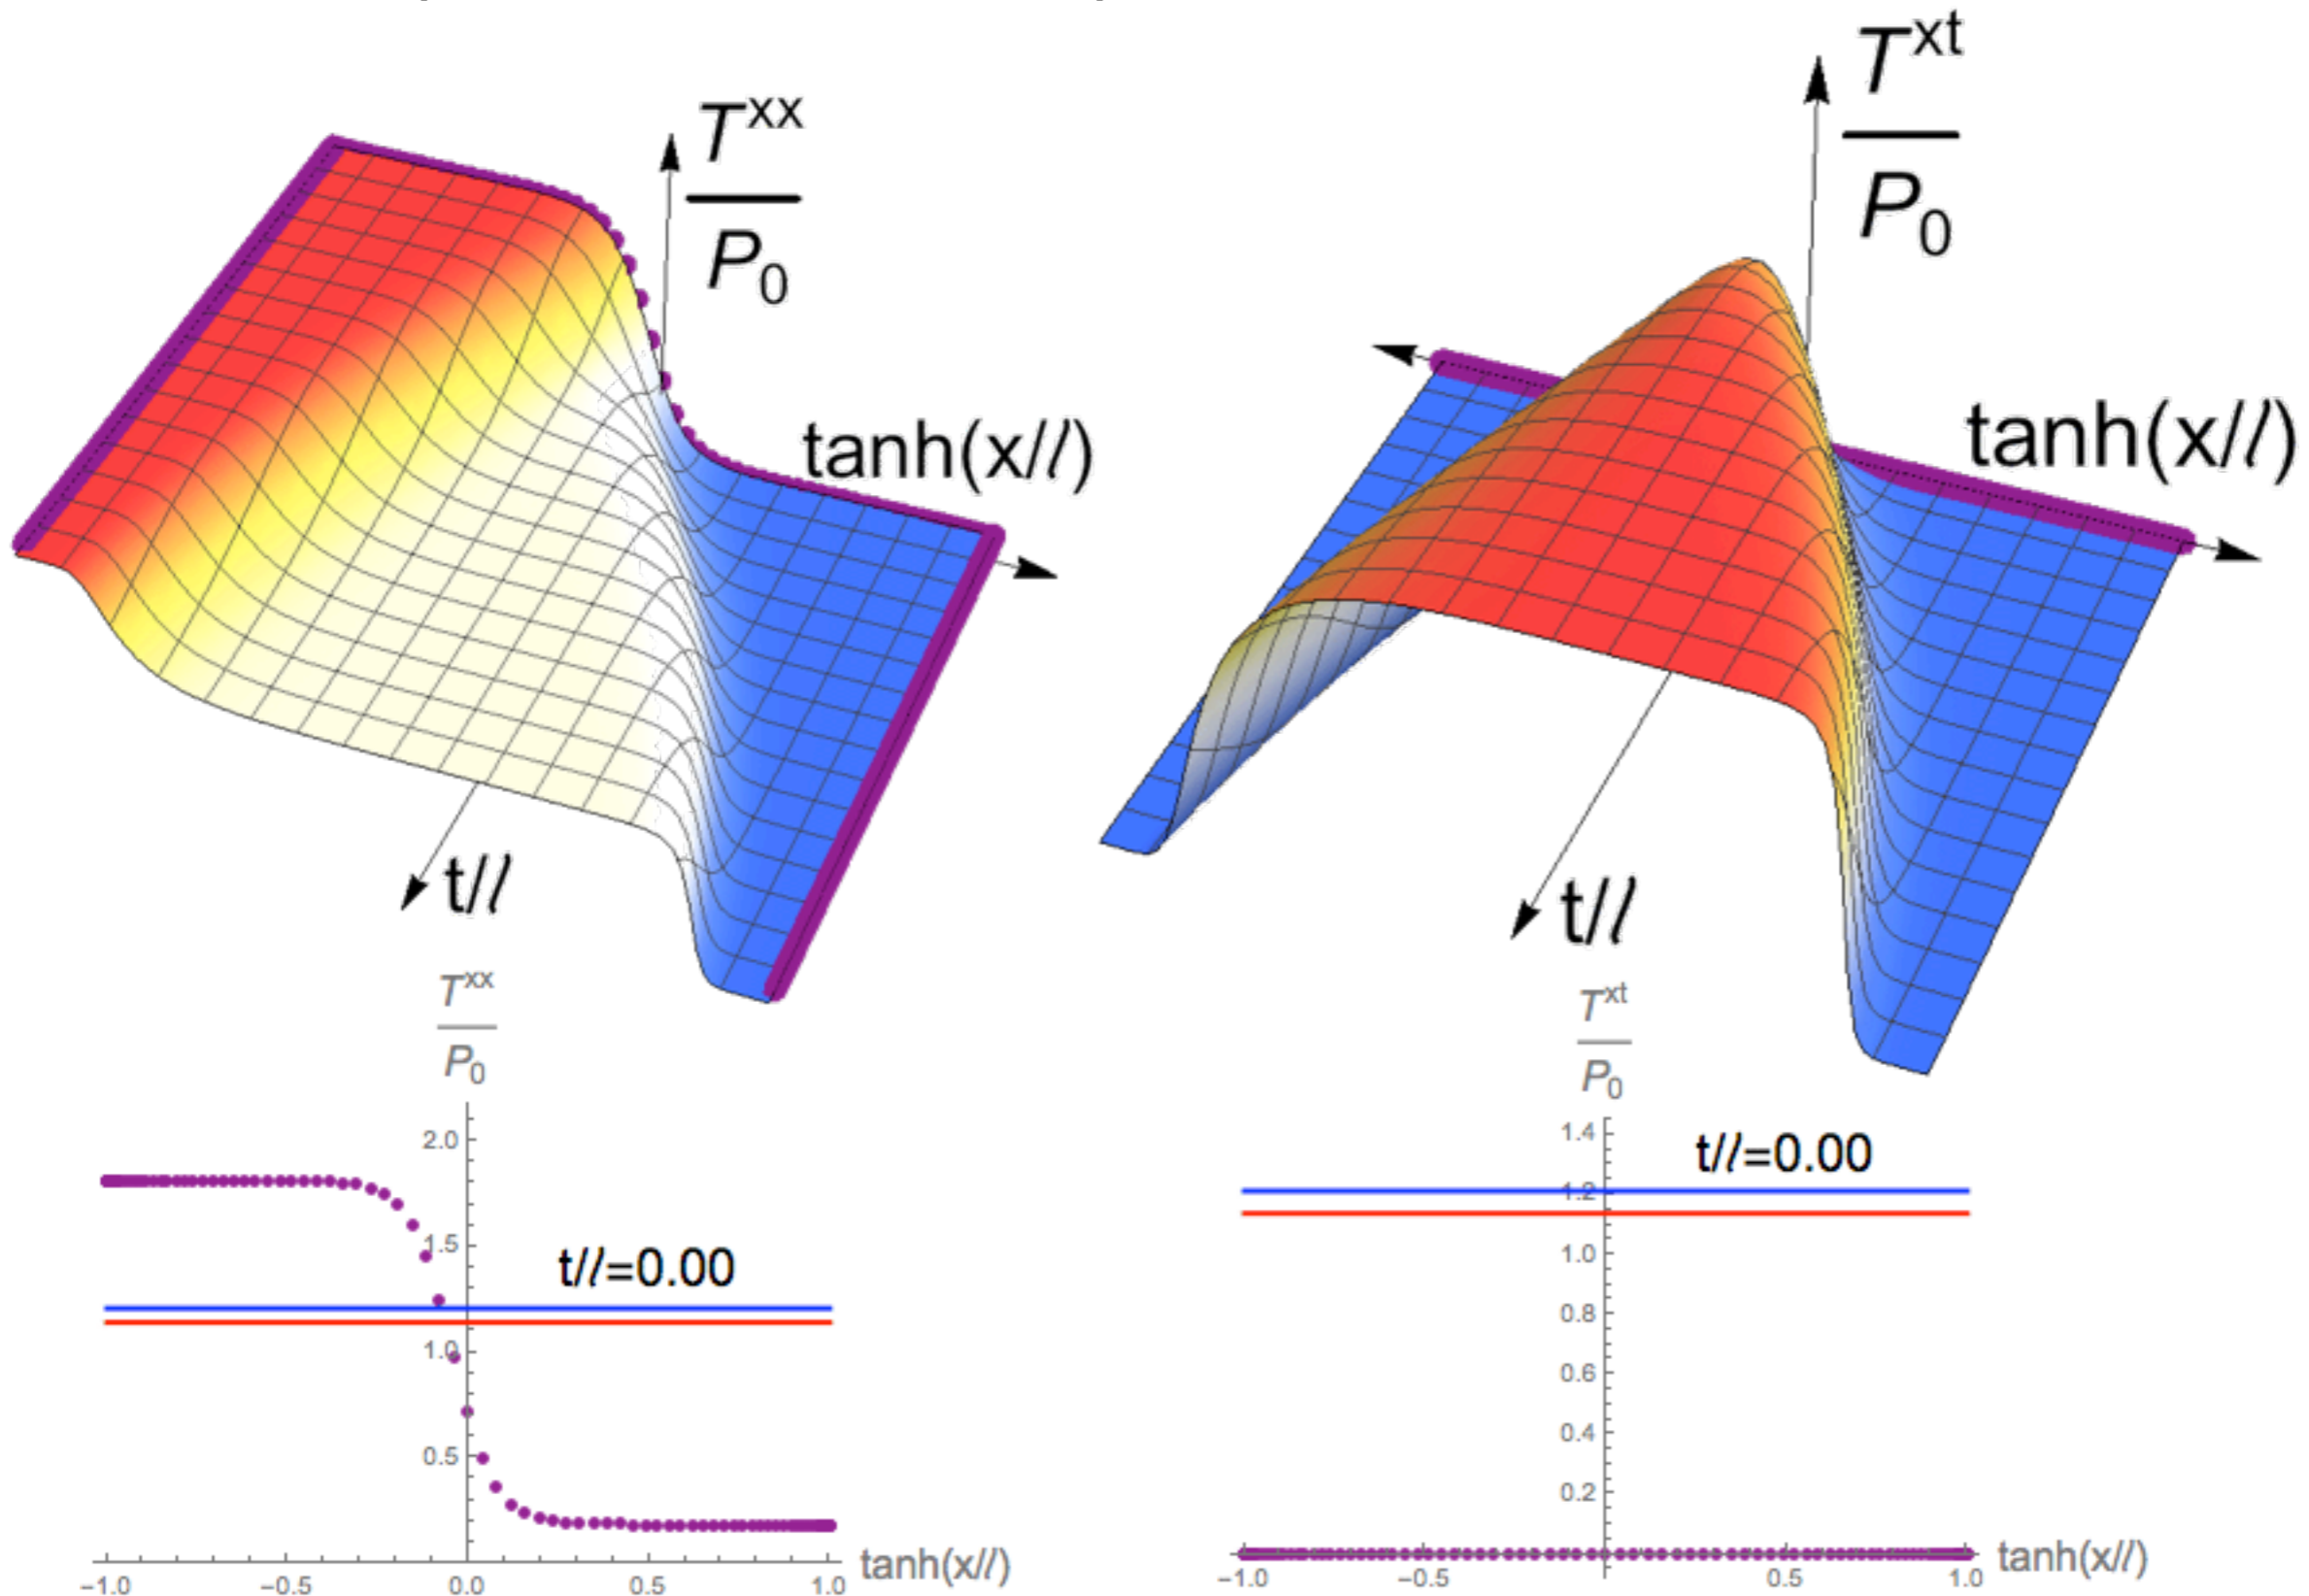 T^xx
P_0
tanh(x/ℓ)
t/ℓ
T^xt
P_0
tanh(x/ℓ)
t/ℓ
T^xx
P_0
2.0
1.5
1.0
0.5
t/ℓ=0.00
−1.0 −0.5 0.0 0.5 1.0
tanh(x/ℓ)
T^xt
P_0
1.4
1.2
1.0
0.8
0.6
0.4
0.2
t/ℓ=0.00
−1.0 −0.5 0.5 1.0
tanh(x/ℓ)